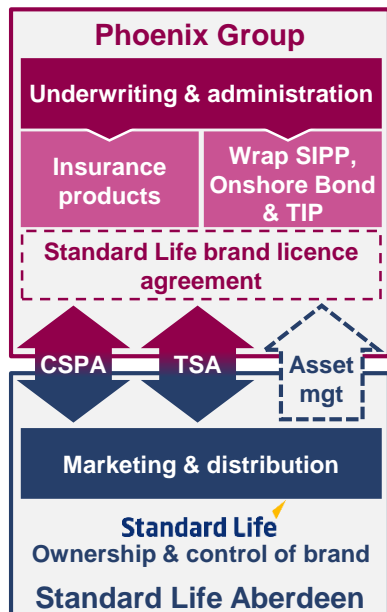 Phoenix Group
Underwriting & administration
Insurance
products
Wrap SIPP,
Onshore Bond
& TIP
Standard Life brand licence
agreement
CSPA
TSA
Asset
mgt
Marketing & distribution
Standard Life
Ownership & control of brand
Standard Life Aberdeen